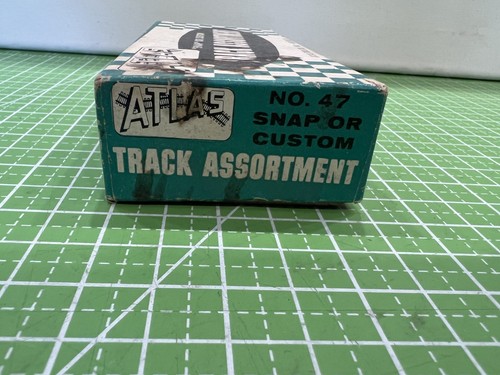 ATLAS
NO. 47
SNAP OR
CUSTOM
TRACK ASSORTMENT